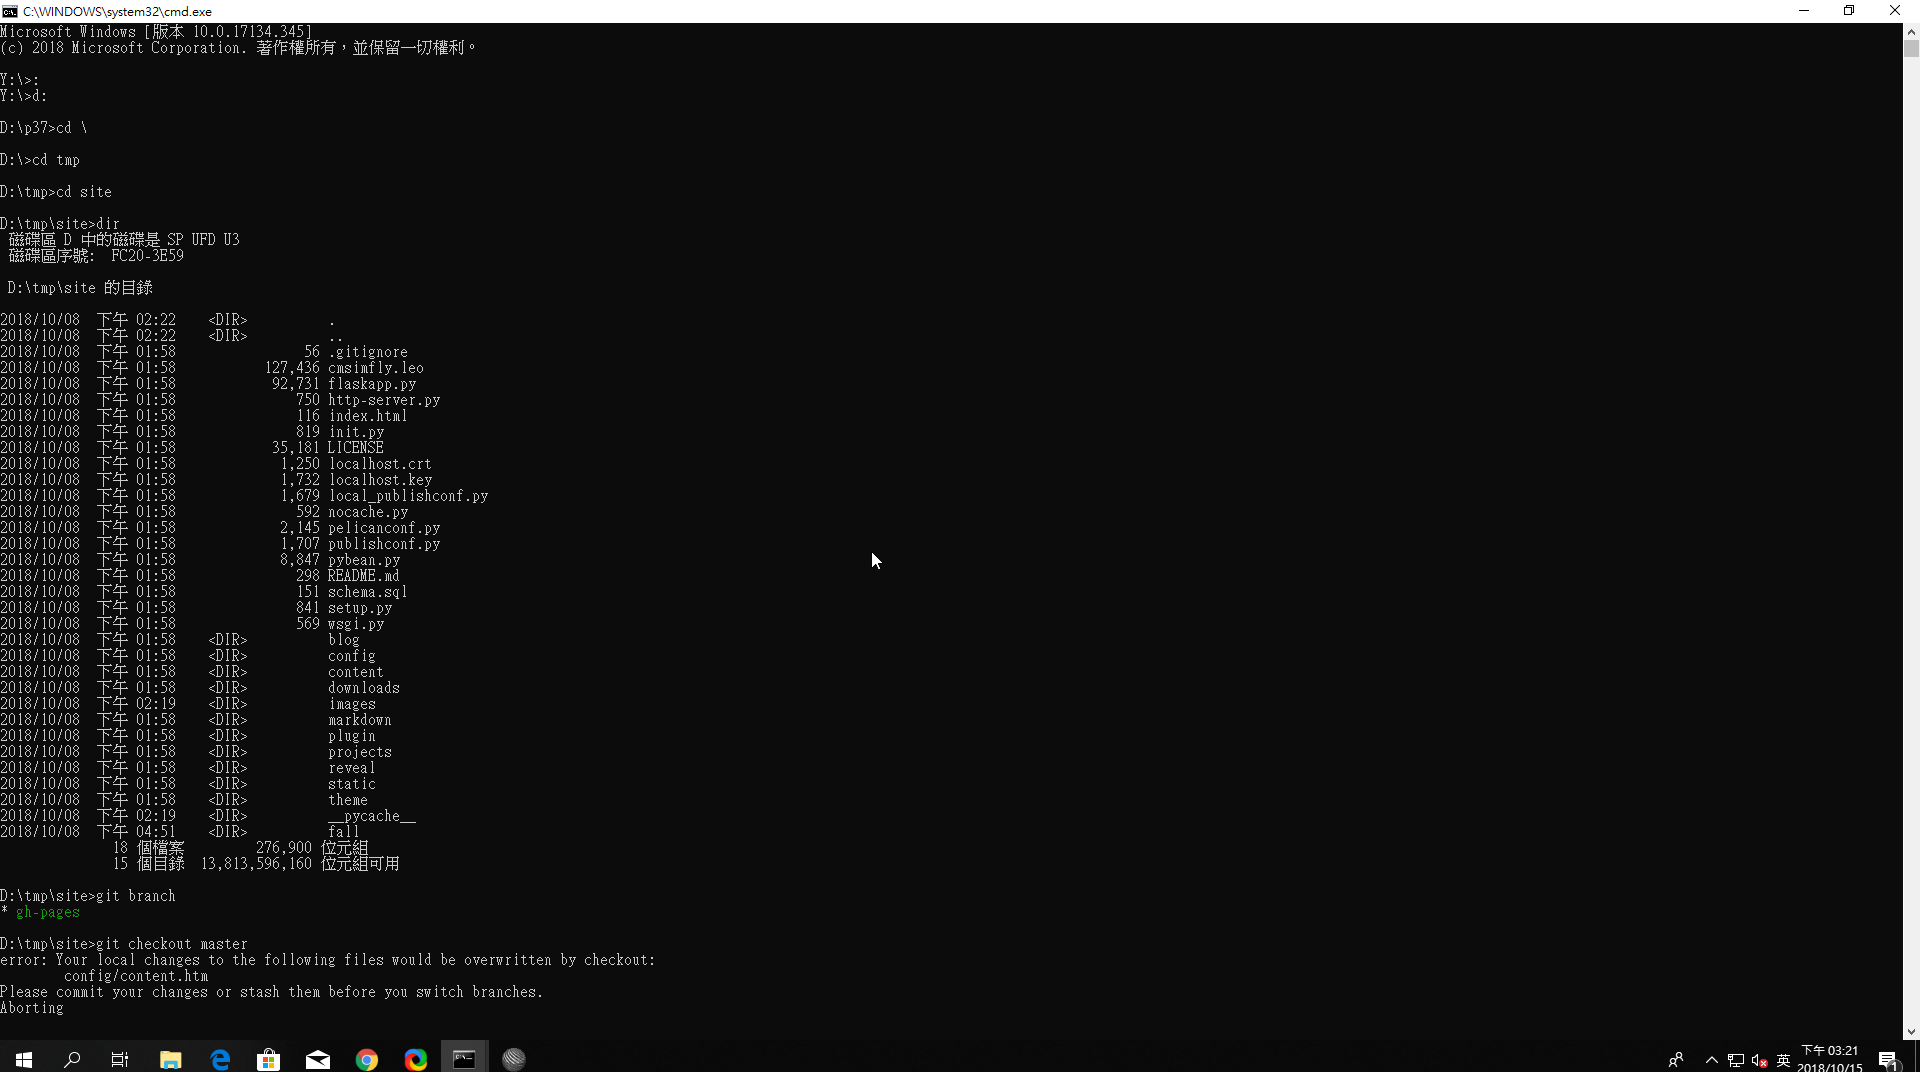 C:\WINDOWS\system32\cmd.exe
Microsoft Windows [版本 10.0.17134.345]
(c) 2018 Microsoft Corporation. 著作權所有，並保留一切權利。
Y:\>:
Y:\>d:
D:\p37>cd \
D:\>cd tmp
D:\tmp>cd site
D:\tmp\site>dir
磁碟區 D 中的磁碟是 SP UFD U3
磁碟區序號:  FC20-3E59
D:\tmp\site 的目錄
2018/10/08  下午 02:22    <DIR>          .
2018/10/08  下午 02:22    <DIR>          ..
2018/10/08  下午 01:58                56 .gitignore
2018/10/08  下午 01:58           127,436 cmsimfly.leo
2018/10/08  下午 01:58            92,731 flaskapp.py
2018/10/08  下午 01:58               750 http-server.py
2018/10/08  下午 01:58               116 index.html
2018/10/08  下午 01:58               819 init.py
2018/10/08  下午 01:58            35,181 LICENSE
2018/10/08  下午 01:58             1,250 localhost.crt
2018/10/08  下午 01:58             1,732 localhost.key
2018/10/08  下午 01:58             1,679 local_publishconf.py
2018/10/08  下午 01:58               592 nocache.py
2018/10/08  下午 01:58             2,145 pelicanconf.py
2018/10/08  下午 01:58             1,707 publishconf.py
2018/10/08  下午 01:58             8,847 pybean.py
2018/10/08  下午 01:58               298 README.md
2018/10/08  下午 01:58               151 schema.sql
2018/10/08  下午 01:58               841 setup.py
2018/10/08  下午 01:58               569 wsgi.py
2018/10/08  下午 01:58    <DIR>          blog
2018/10/08  下午 01:58    <DIR>          config
2018/10/08  下午 01:58    <DIR>          content
2018/10/08  下午 01:58    <DIR>          downloads
2018/10/08  下午 02:19    <DIR>          images
2018/10/08  下午 01:58    <DIR>          markdown
2018/10/08  下午 01:58    <DIR>          plugin
2018/10/08  下午 01:58    <DIR>          projects
2018/10/08  下午 01:58    <DIR>          reveal
2018/10/08  下午 01:58    <DIR>          static
2018/10/08  下午 01:58    <DIR>          theme
2018/10/08  下午 02:19    <DIR>          __pycache__
2018/10/08  下午 04:51    <DIR>          fall
18 個檔案         276,900 位元組
15 個目錄  13,813,596,160 位元組可用
D:\tmp\site>git branch
* gh-pages
D:\tmp\site>git checkout master
error: Your local changes to the following files would be overwritten by checkout:
config/content.htm
Please commit your changes or stash them before you switch branches.
Aborting
英
下午 03:21
2018/10/15
1